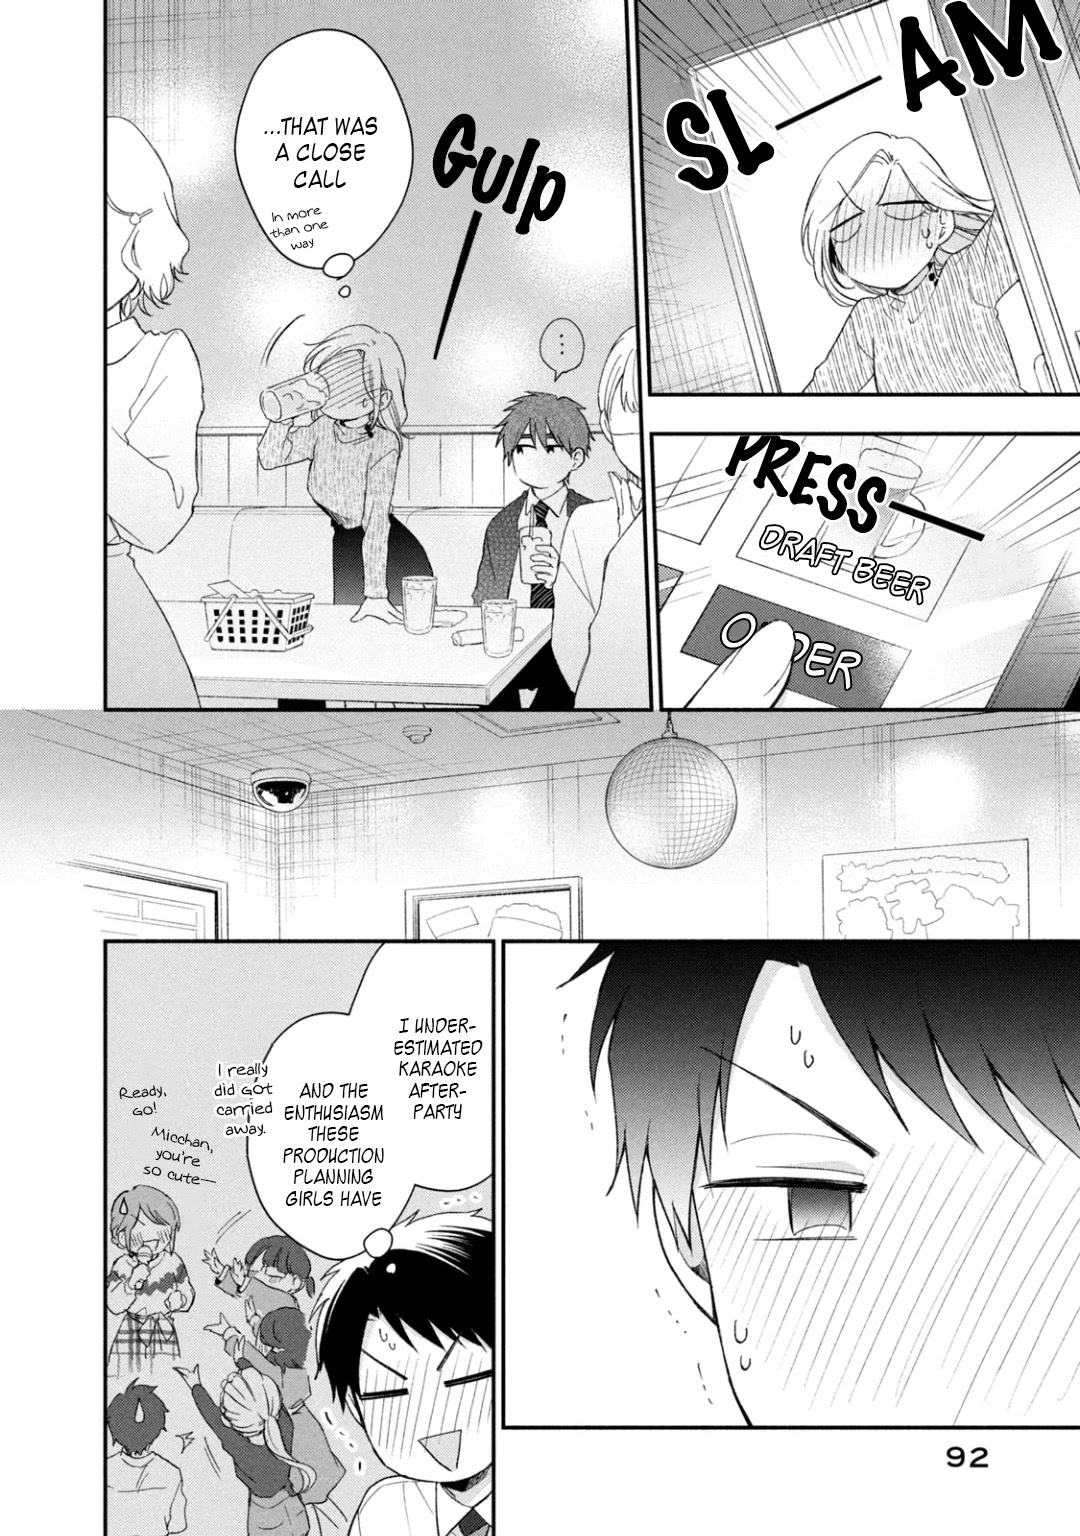 SL—AM
PRESS—
DRAFT BEER
ORDER
Gulp—
...THAT WAS
A CLOSE
CALL
In more
than one
way
...
I UNDER-
ESTIMATED
KARAOKE
AFTER-
PARTY
AND THE
ENTHUSIASM
THESE
PRODUCTION
PLANNING
GIRLS HAVE
I really
did got
carried
away.
Ready,
GO!
Micchan,
you're
so cute—
92